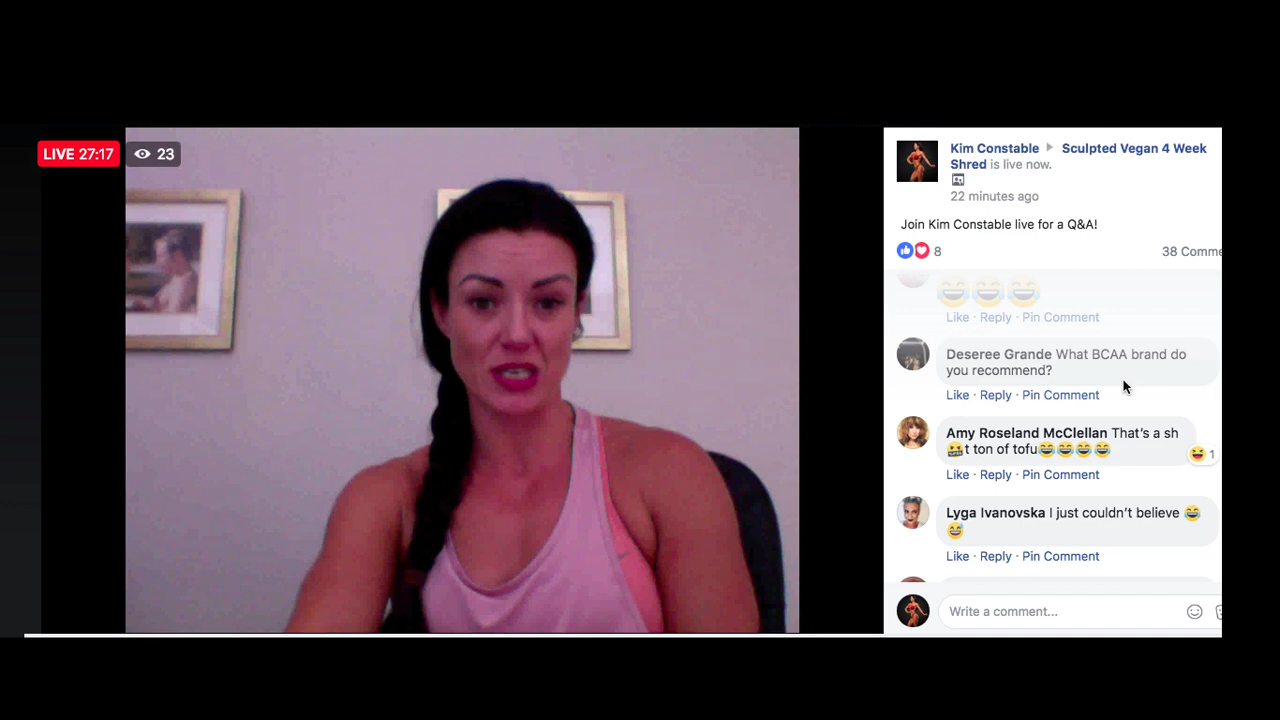 LIVE 27:17
23
Kim Constable Sculpted Vegan 4 Week
Shred is live now.
22 minutes ago
Join Kim Constable live for a Q&A!
8
38 Comme
😂😂😂
Like · Reply · Pin Comment
Deseree Grande What BCAA brand do
you recommend?
Like · Reply · Pin Comment
Amy Roseland McClellan That's a sh
🤬t ton of tofu😂😂😂😂
1
Like · Reply · Pin Comment
Lyga Ivanovska I just couldn't believe 😂
😅
Like · Reply · Pin Comment
Write a comment...